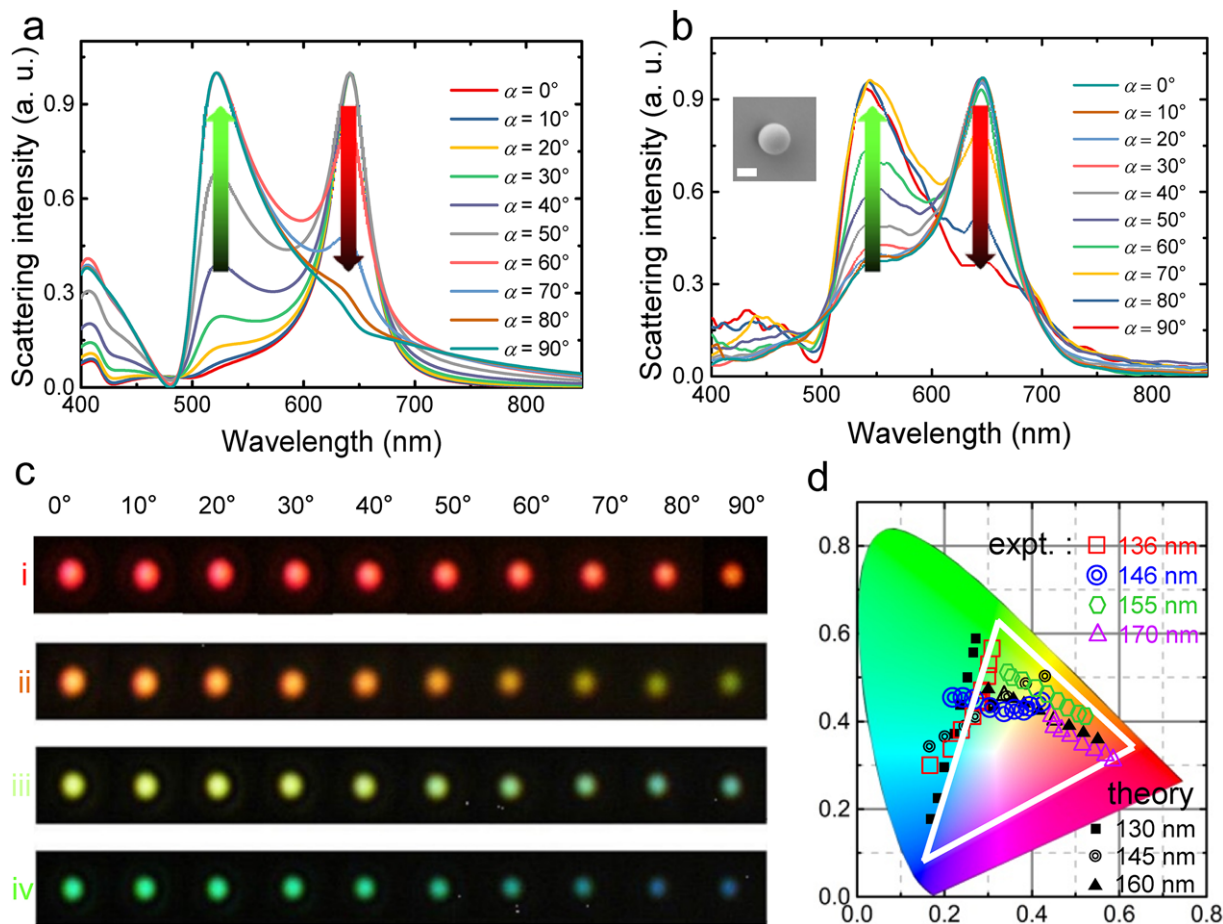 a
Scattering intensity (a. u.)
0.9
0.6
0.3
0.0
400 500 600 700 800
Wavelength (nm)
α = 0°
α = 10°
α = 20°
α = 30°
α = 40°
α = 50°
α = 60°
α = 70°
α = 80°
α = 90°
b
Scattering intensity (a. u.)
0.9
0.6
0.3
0.0
400 500 600 700 800
Wavelength (nm)
α = 0°
α = 10°
α = 20°
α = 30°
α = 40°
α = 50°
α = 60°
α = 70°
α = 80°
α = 90°
c
0° 10° 20° 30° 40° 50° 60° 70° 80° 90°
i
ii
iii
iv
d
0.8
0.6
0.4
0.2
0.0
0.0 0.2 0.4 0.6 0.8
expt. : 136 nm
146 nm
155 nm
170 nm
theory
130 nm
145 nm
160 nm